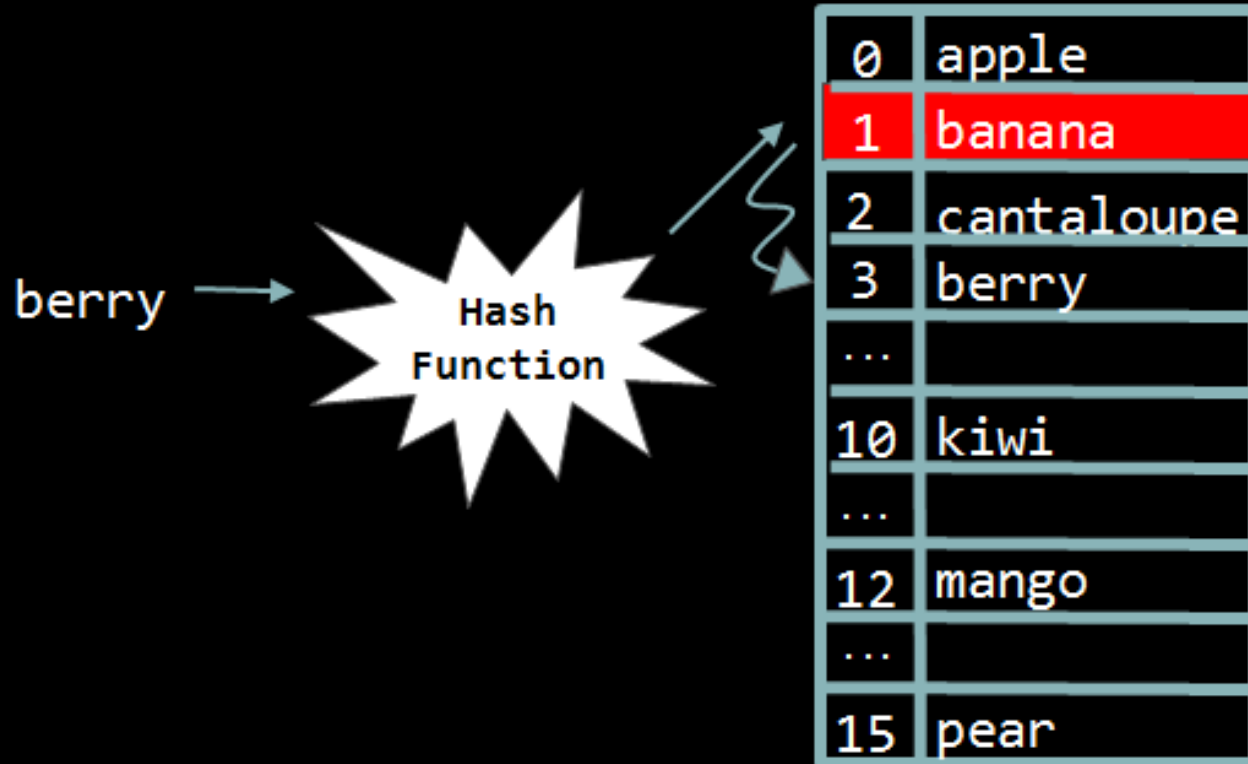 berry
Hash
Function
0 apple
1 banana
2 cantaloupe
3 berry
...
10 kiwi
...
12 mango
...
15 pear